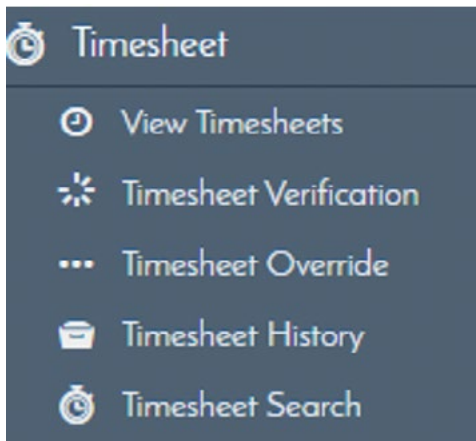 Timesheet
View Timesheets
Timesheet Verification
Timesheet Override
Timesheet History
Timesheet Search